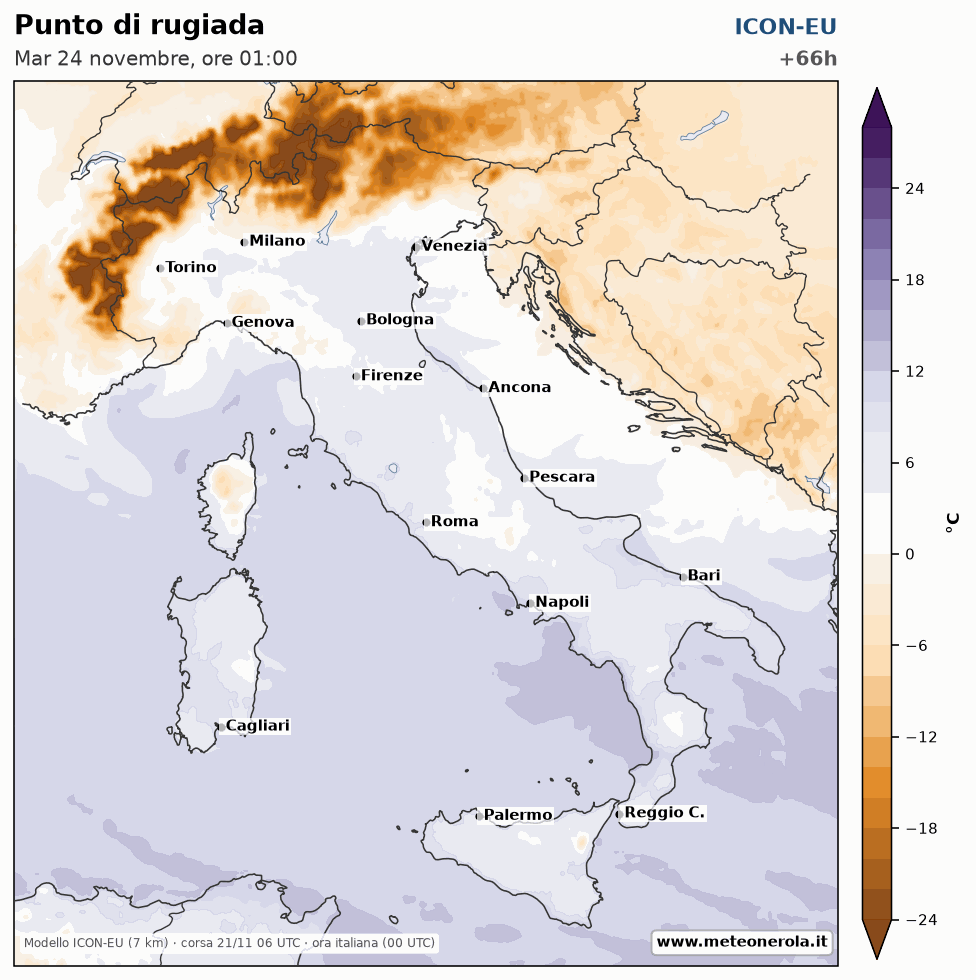 Punto di rugiada
ICON-EU
Mar 24 novembre, ore 01:00
+66h
Milano
Venezia
Torino
Genova
Bologna
Firenze
Ancona
Pescara
Roma
Bari
Napoli
Cagliari
Palermo
Reggio C.
24
18
12
6
0
−6
−12
−18
−24
°C
Modello ICON-EU (7 km) · corsa 21/11 06 UTC · ora italiana (00 UTC)
www.meteonerola.it